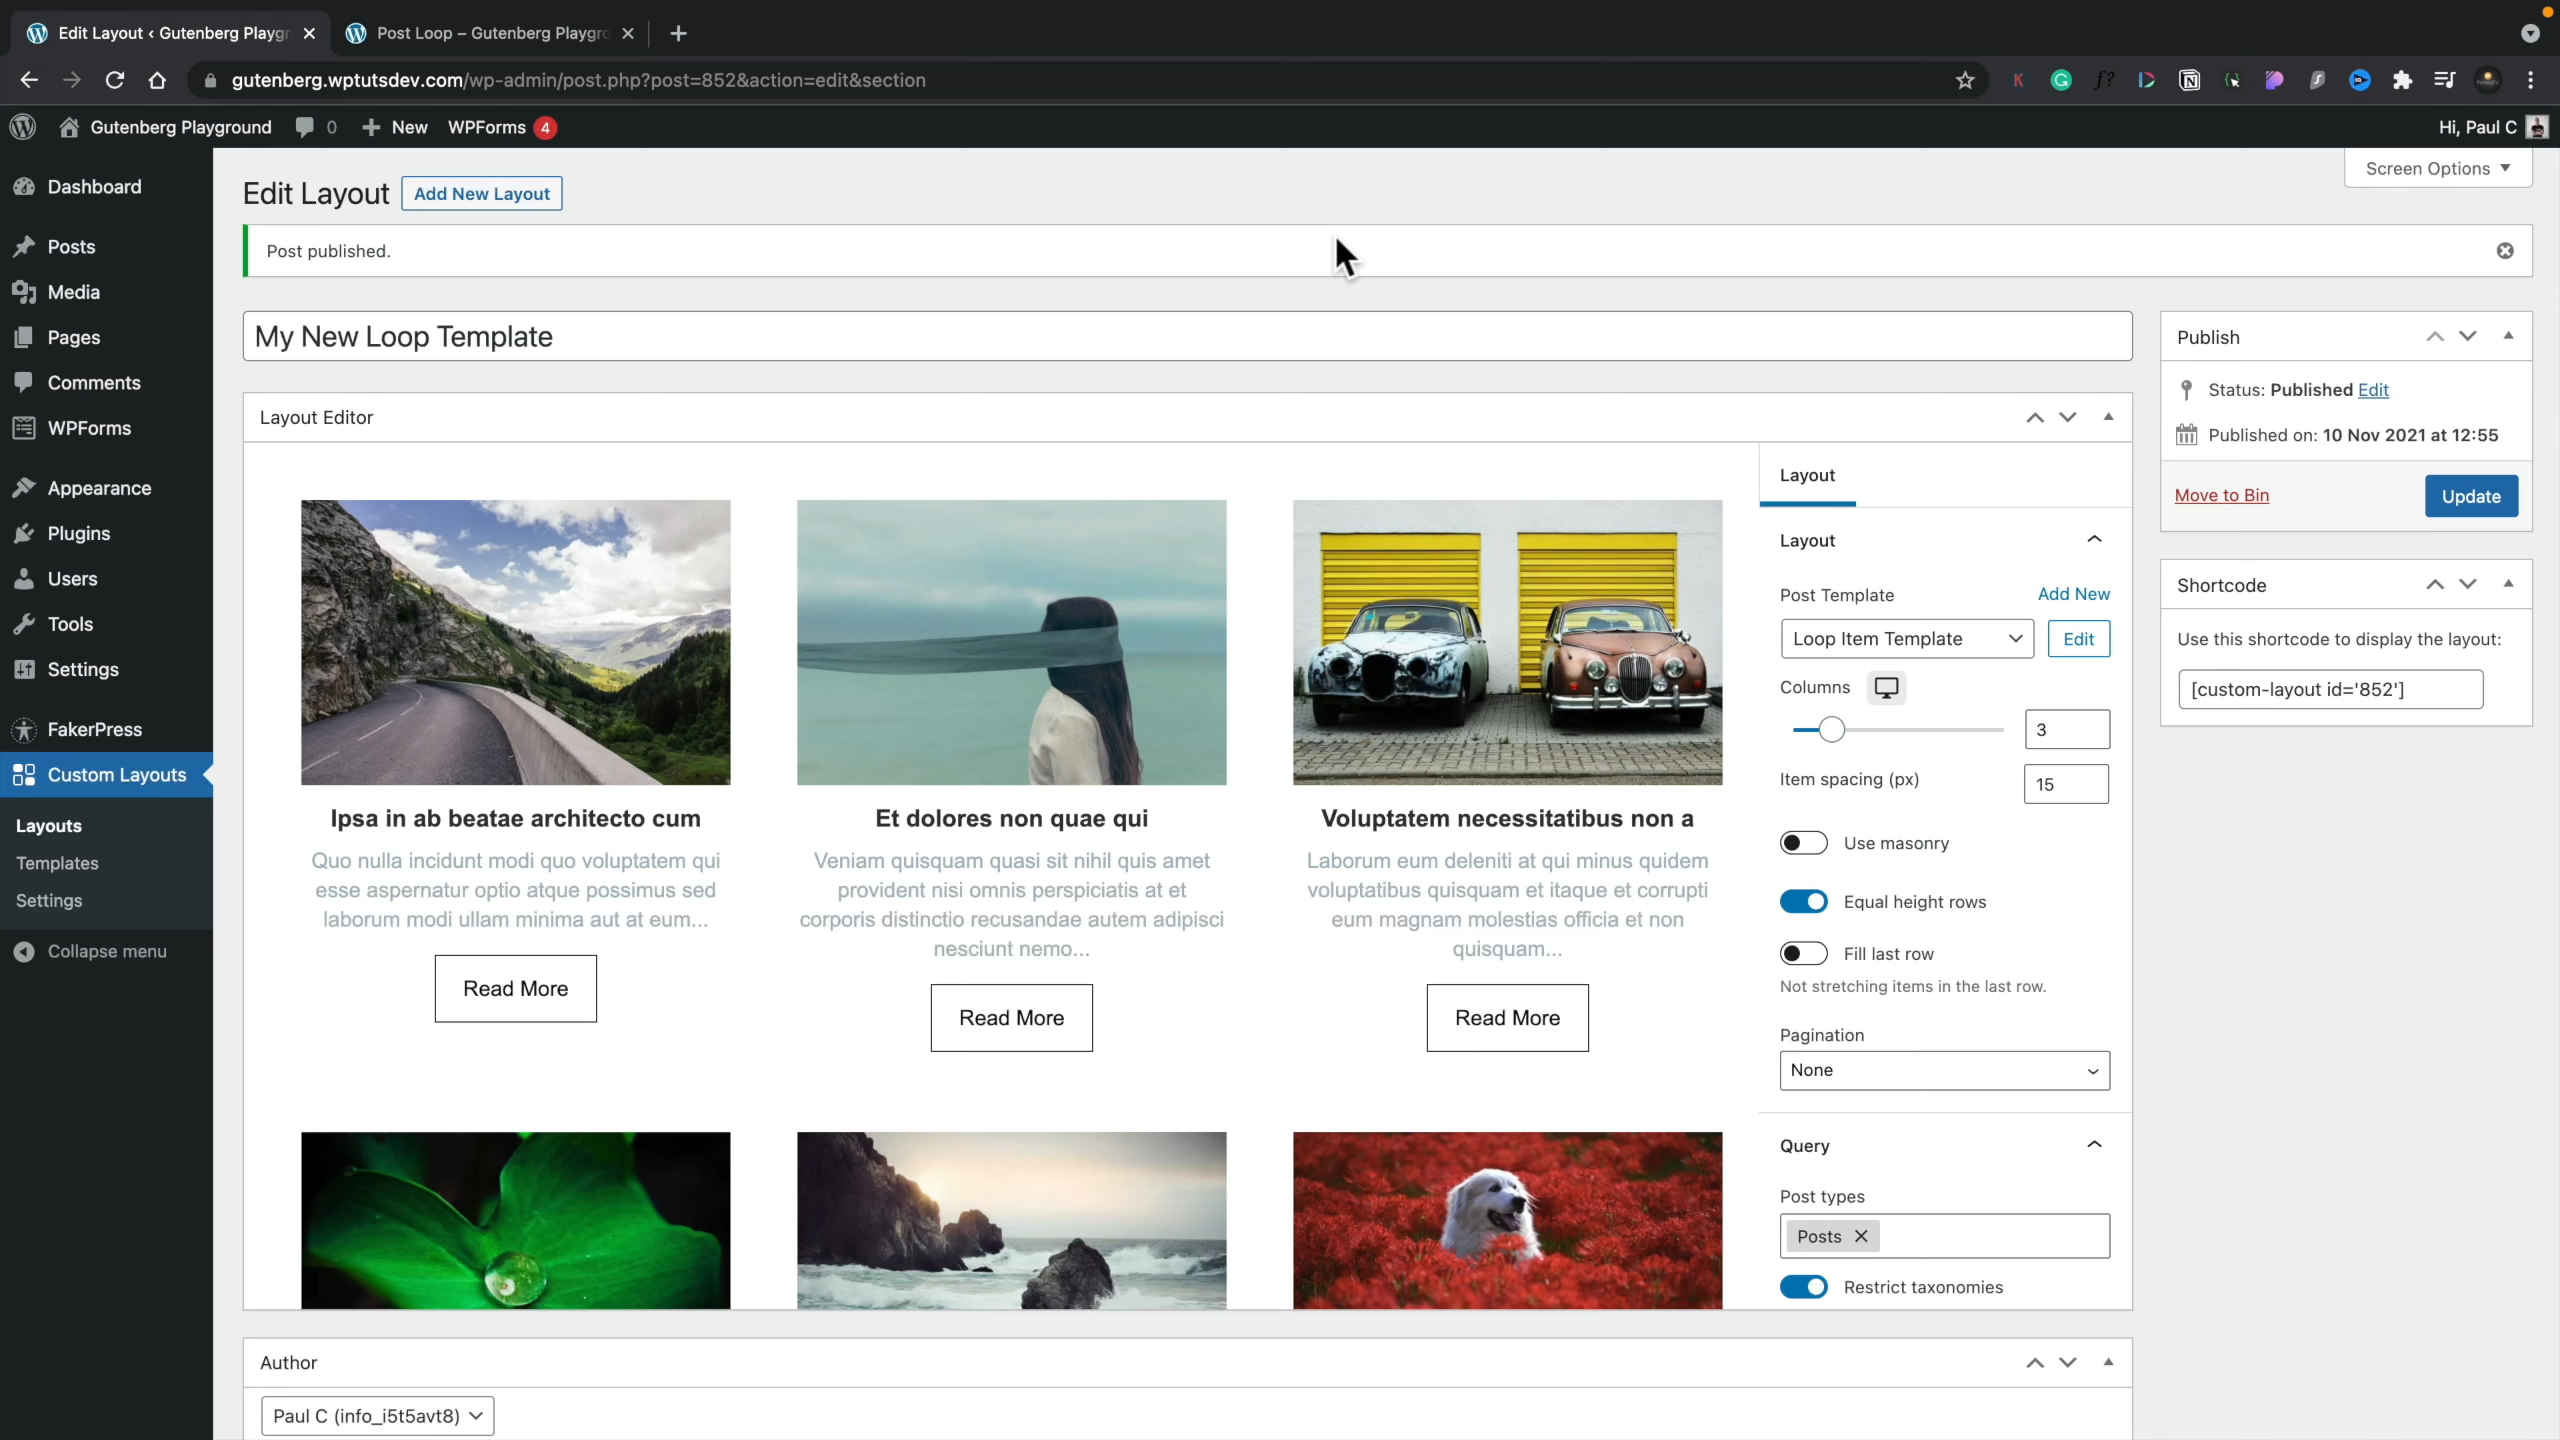 Edit Layout ‹ Gutenberg Playgr
Post Loop – Gutenberg Playgro
gutenberg.wptutsdev.com/wp-admin/post.php?post=852&action=edit&section
Gutenberg Playground
0
New
WPForms 4
Hi, Paul C
Screen Options
Dashboard
Posts
Media
Pages
Comments
WPForms
Appearance
Plugins
Users
Tools
Settings
FakerPress
Custom Layouts
Layouts
Templates
Settings
Collapse menu
Edit Layout
Add New Layout
Post published.
My New Loop Template
Layout Editor
Ipsa in ab beatae architecto cum
Quo nulla incidunt modi quo voluptatem qui
esse aspernatur optio atque possimus sed
laborum modi ullam minima aut at eum...
Read More
Et dolores non quae qui
Veniam quisquam quasi sit nihil quis amet
provident nisi omnis perspiciatis at et
corporis distinctio recusandae autem adipisci
nesciunt nemo...
Read More
Voluptatem necessitatibus non a
Laborum eum deleniti at qui minus quidem
voluptatibus quisquam et itaque et corrupti
eum magnam molestias officia et non
quisquam...
Read More
Layout
Layout
Post Template
Add New
Loop Item Template
Edit
Columns
3
Item spacing (px)
15
Use masonry
Equal height rows
Fill last row
Not stretching items in the last row.
Pagination
None
Query
Post types
Posts
Restrict taxonomies
Publish
Status: Published Edit
Published on: 10 Nov 2021 at 12:55
Move to Bin
Update
Shortcode
Use this shortcode to display the layout:
[custom-layout id='852']
Author
Paul C (info_i5t5avt8)